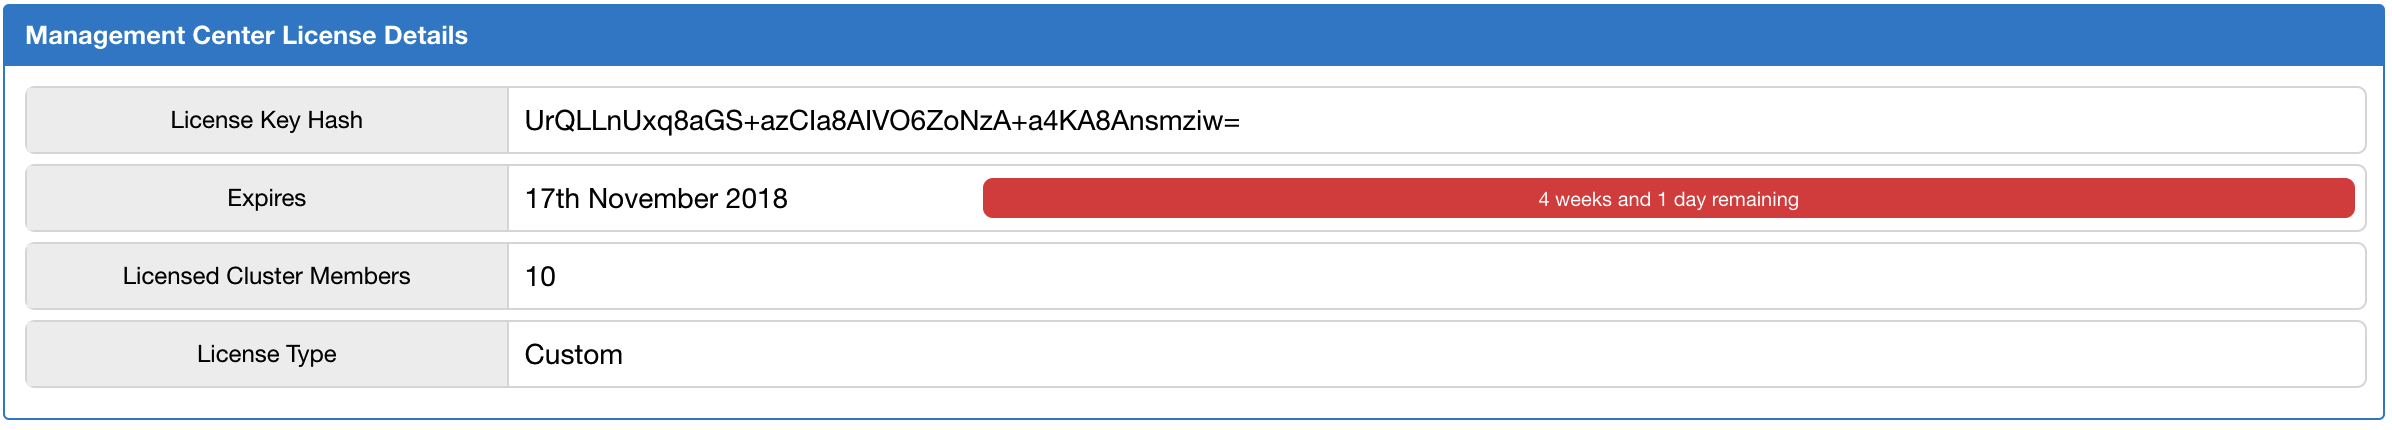 Management Center License Details
License Key Hash UrQLLnUxq8aGS+azCIa8AIVO6ZoNzA+a4KA8Ansmziw=
Expires 17th November 2018 4 weeks and 1 day remaining
Licensed Cluster Members 10
License Type Custom